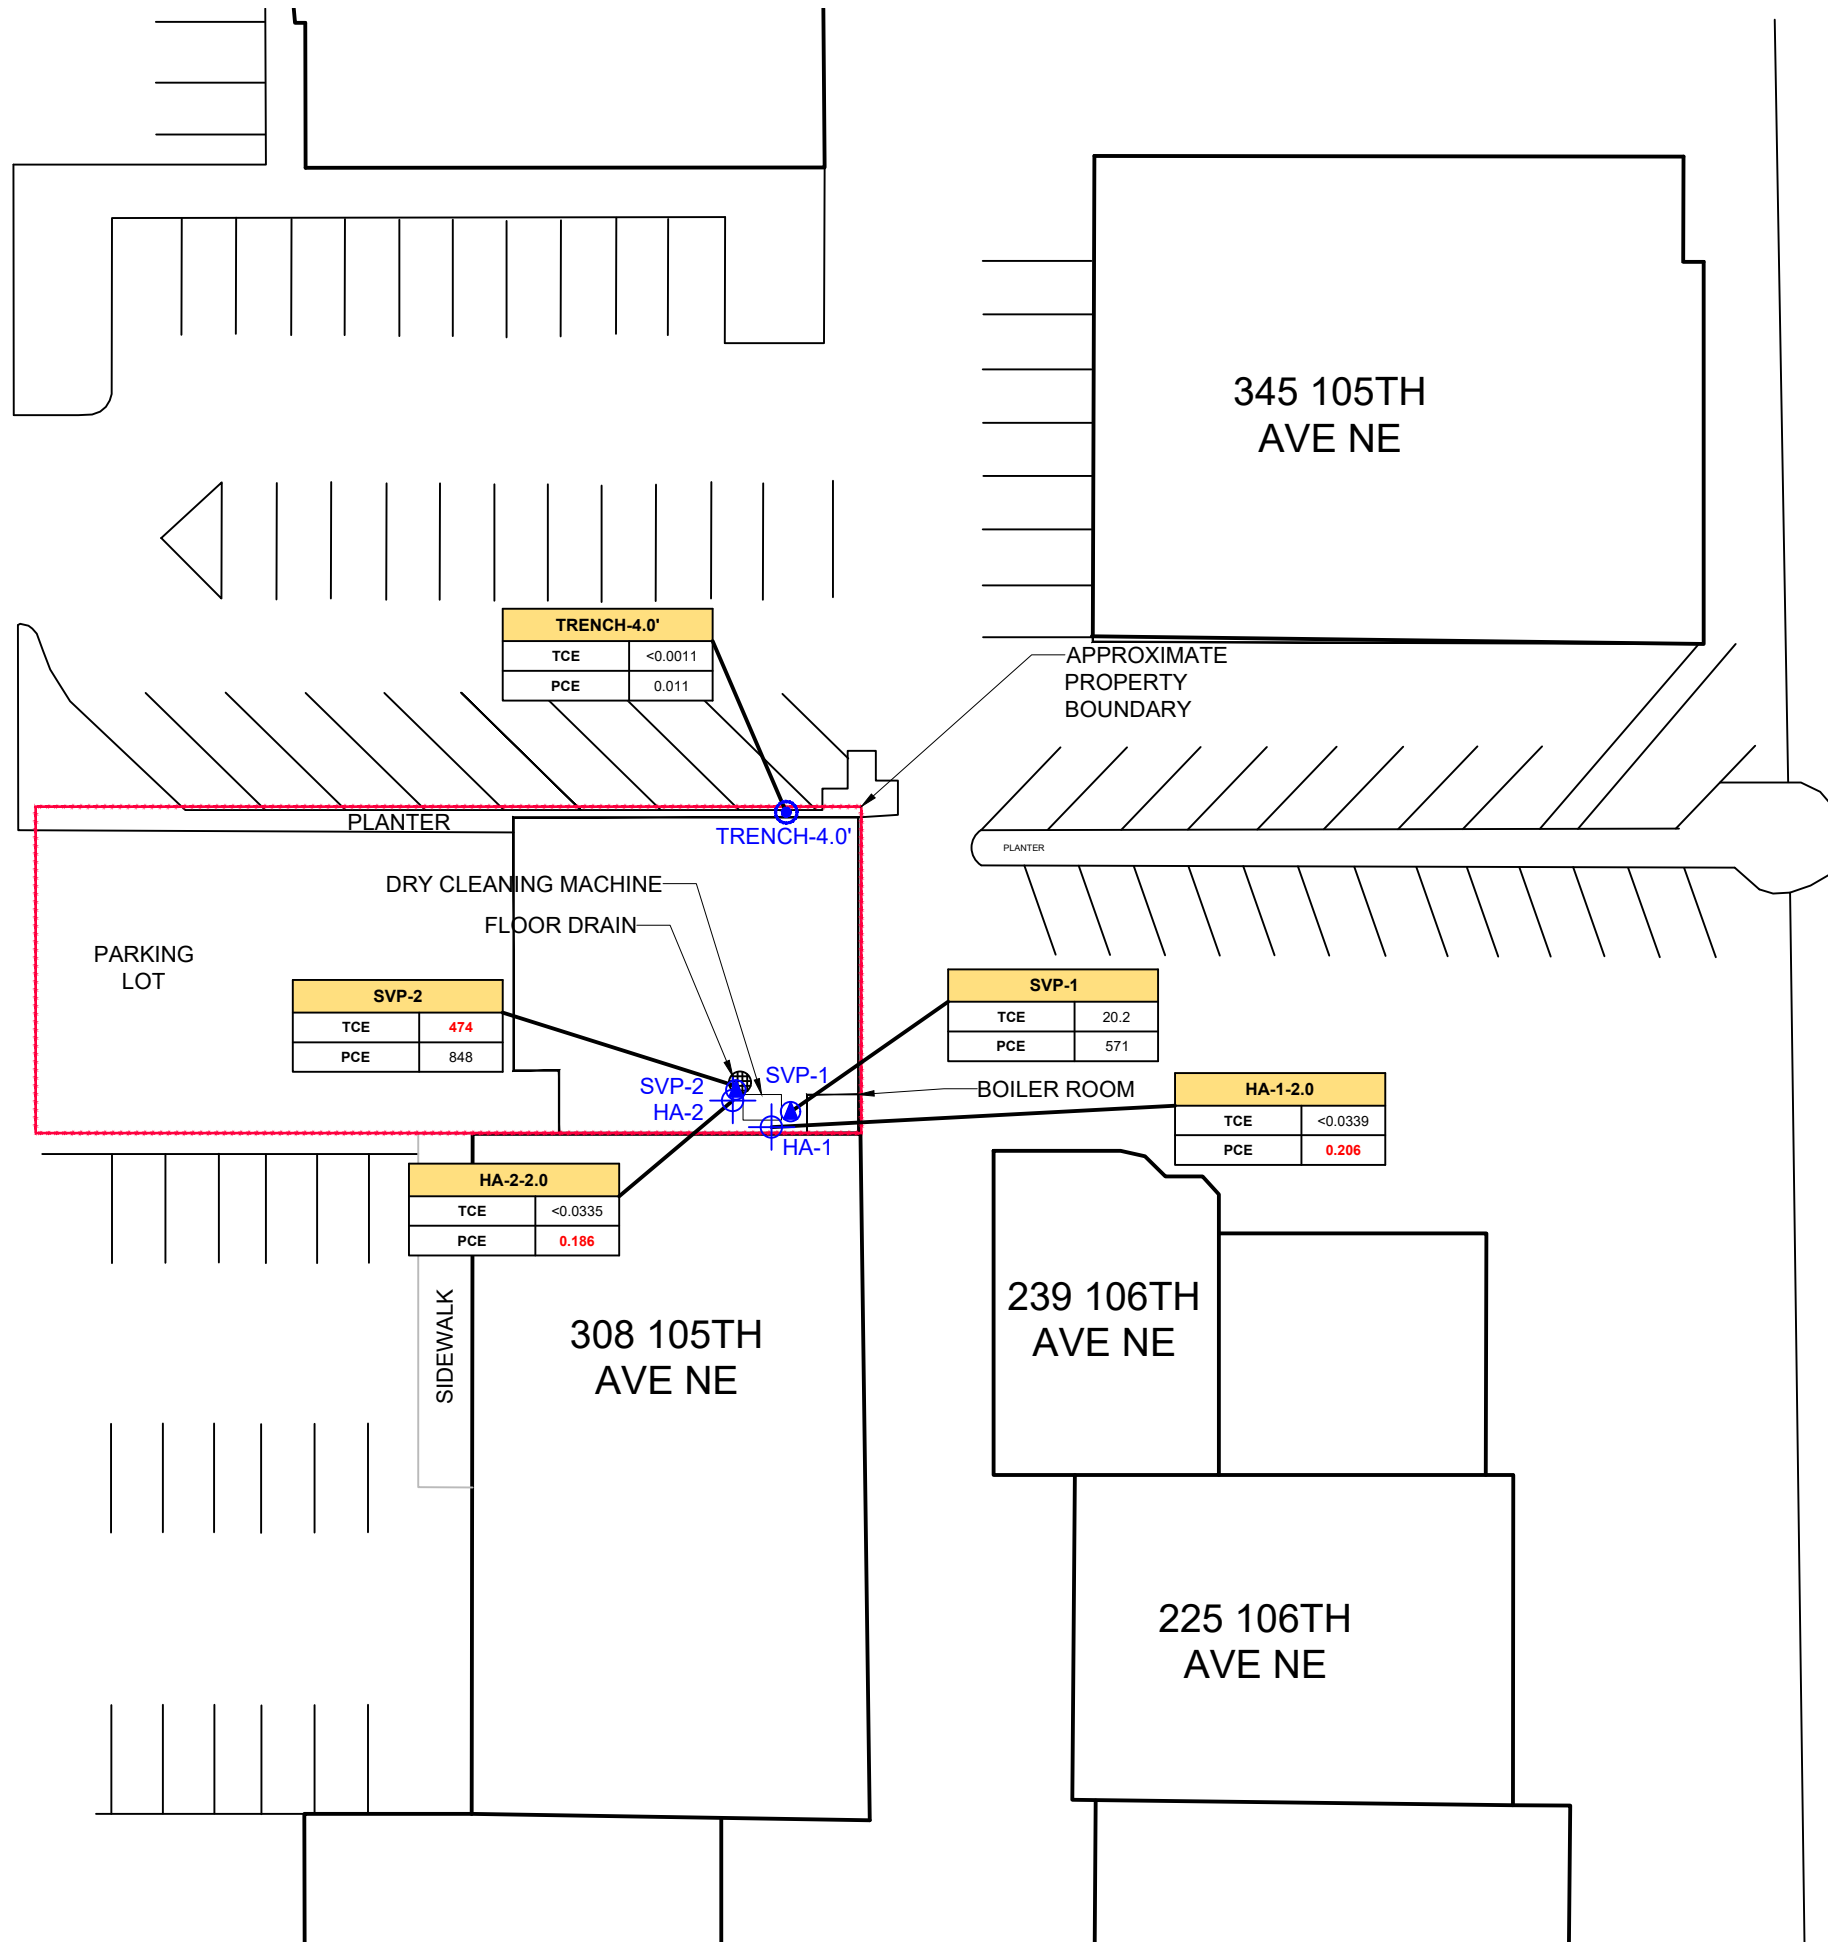 345 105TH
AVE NE
TRENCH-4.0'
TCE <0.0011
PCE 0.011
APPROXIMATE
PROPERTY
BOUNDARY
PLANTER
TRENCH-4.0'
PLANTER
DRY CLEANING MACHINE
FLOOR DRAIN
PARKING
LOT
SVP-2
TCE 474
PCE 848
SVP-1
TCE 20.2
PCE 571
SVP-1
SVP-2
HA-2
BOILER ROOM
HA-1-2.0
TCE <0.0339
PCE 0.206
HA-1
HA-2-2.0
TCE <0.0335
PCE 0.186
SIDEWALK
308 105TH
AVE NE
239 106TH
AVE NE
225 106TH
AVE NE